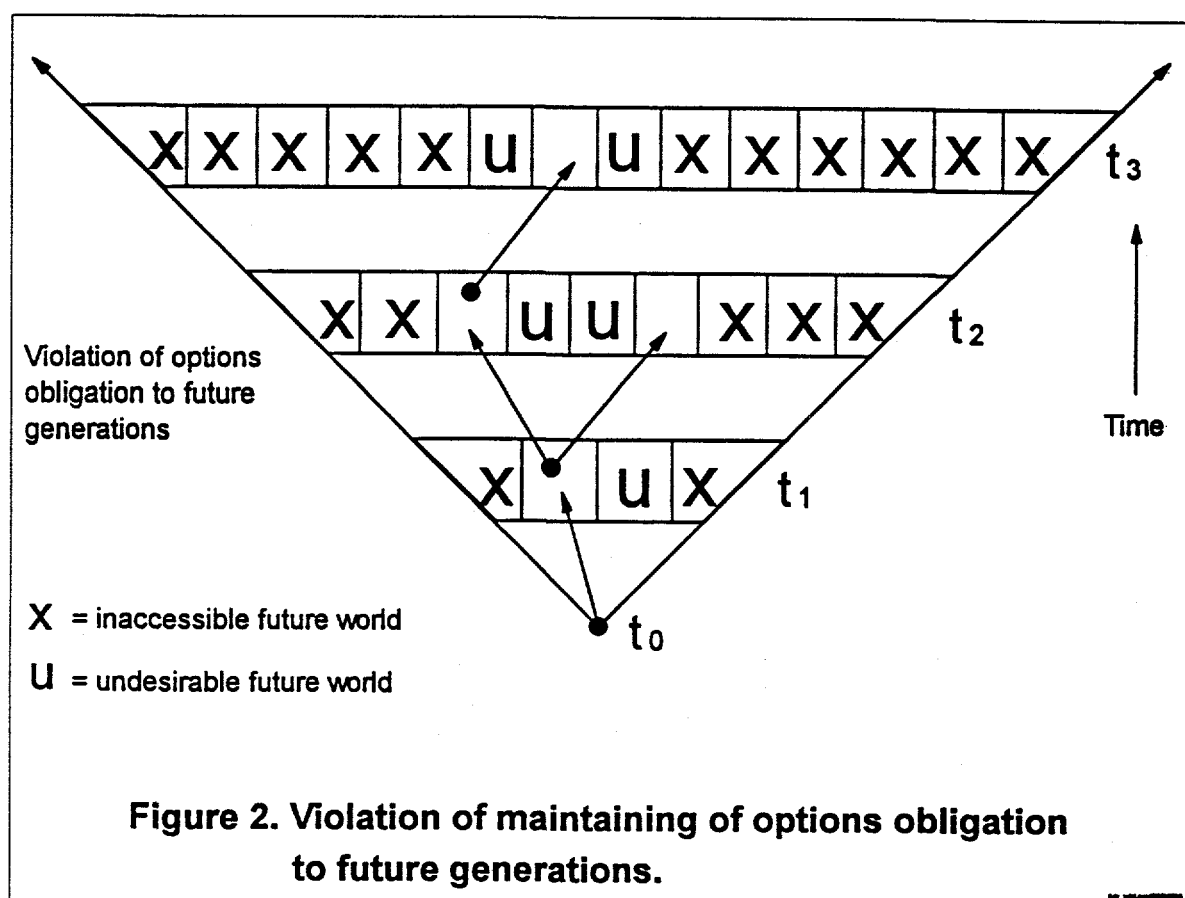 x x x x x u u x x x x x x t3
x x u u x x x t2
Violation of options
obligation to future
generations
Time
x u x t1
x = inaccessible future world
t0
u = undesirable future world
Figure 2. Violation of maintaining of options obligation
to future generations.